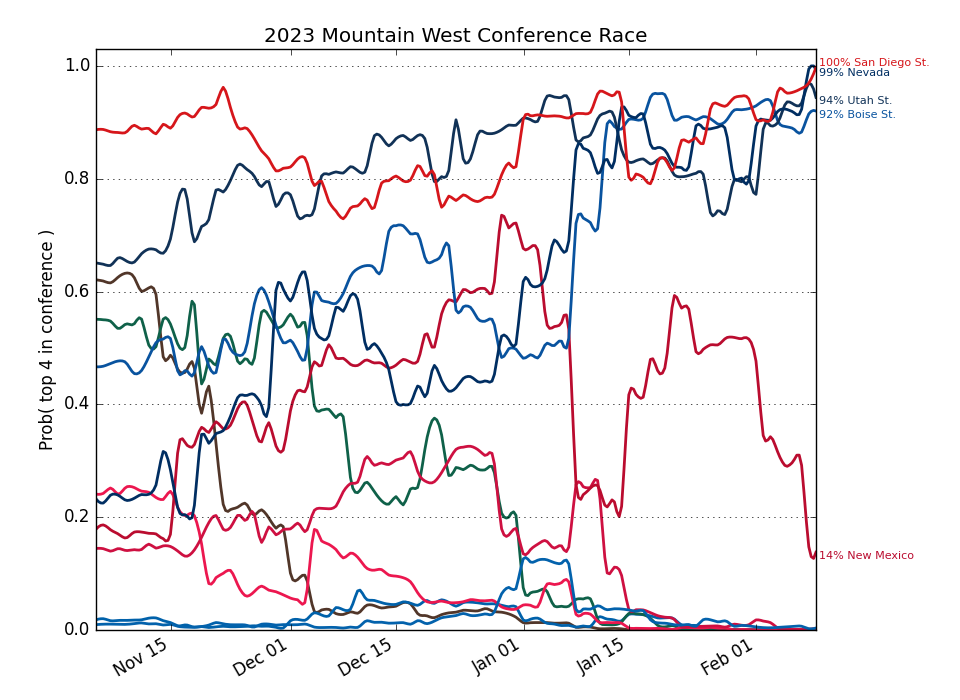 2023 Mountain West Conference Race
Prob( top 4 in conference )
1.0
0.8
0.6
0.4
0.2
0.0
Nov 15
Dec 01
Dec 15
Jan 01
Jan 15
Feb 01
100% San Diego St.
99% Nevada
94% Utah St.
92% Boise St.
14% New Mexico